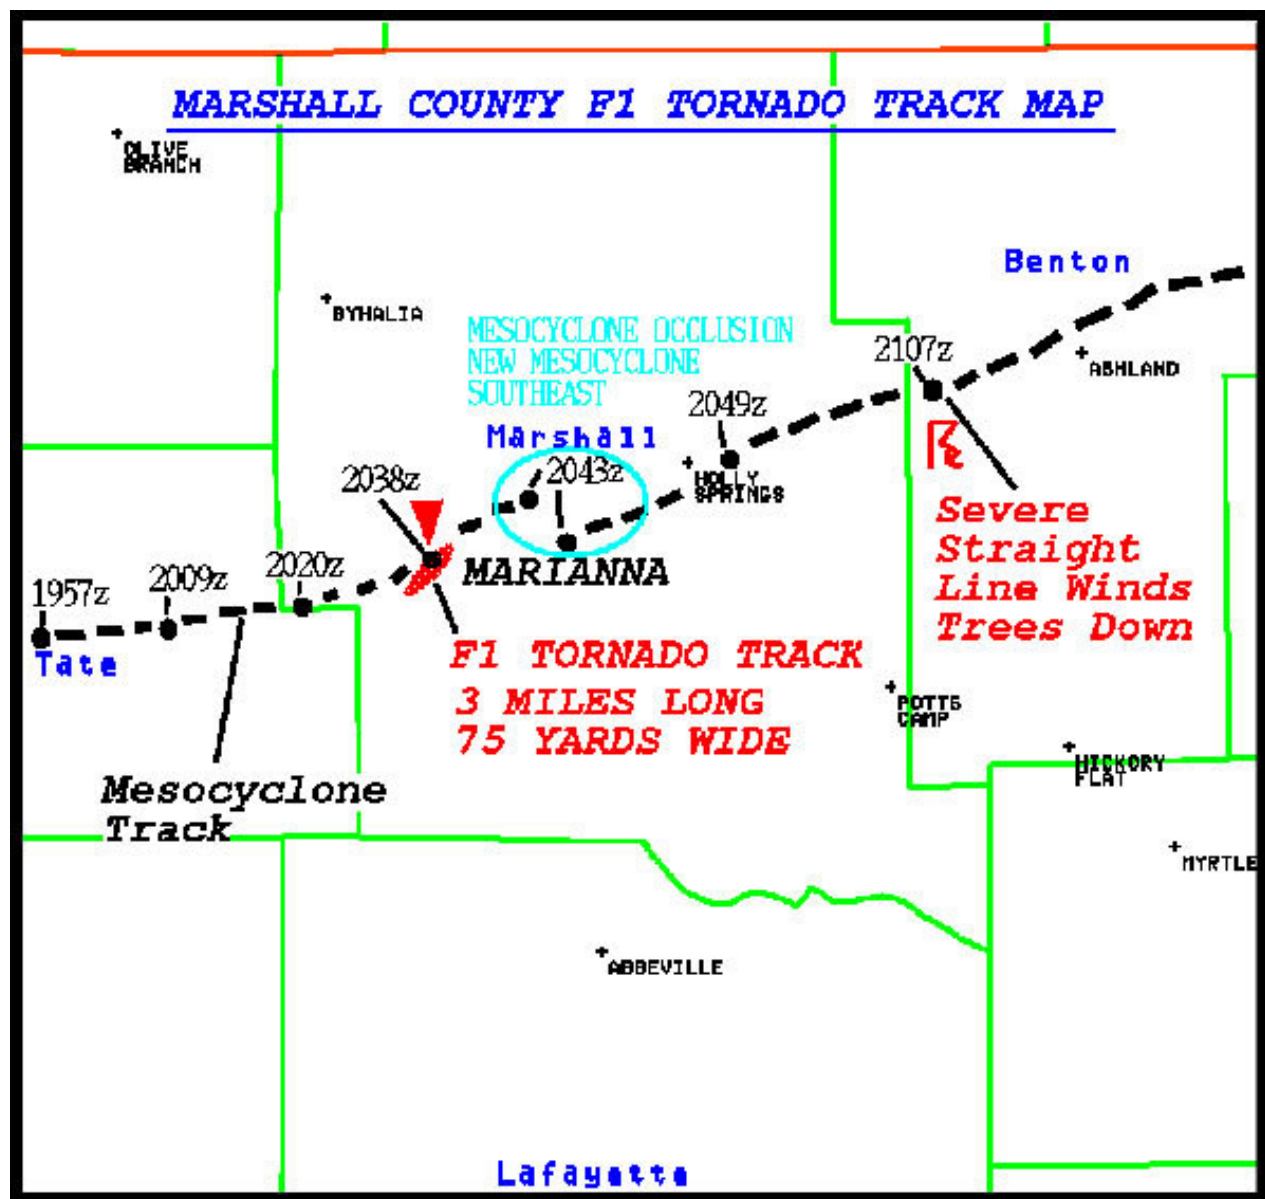 MARSHALL COUNTY F1 TORNADO TRACK MAP
OLIVE
BRANCH
Benton
BYHALIA
MESOCYCLONE OCCLUSION
NEW MESOCYCLONE
SOUTHEAST
2107z
ASHLAND
2049z
Marshall
2038z
2043z
HOLLY
SPRINGS
Severe
Straight
Line Winds
Trees Down
MARIANNA
1957z
2009z
2020z
Tate
F1 TORNADO TRACK
3 MILES LONG
75 YARDS WIDE
POTTS
CAMP
HICKORY
FLAT
Mesocyclone
Track
MYRTLE
ABBEVILLE
Lafayette